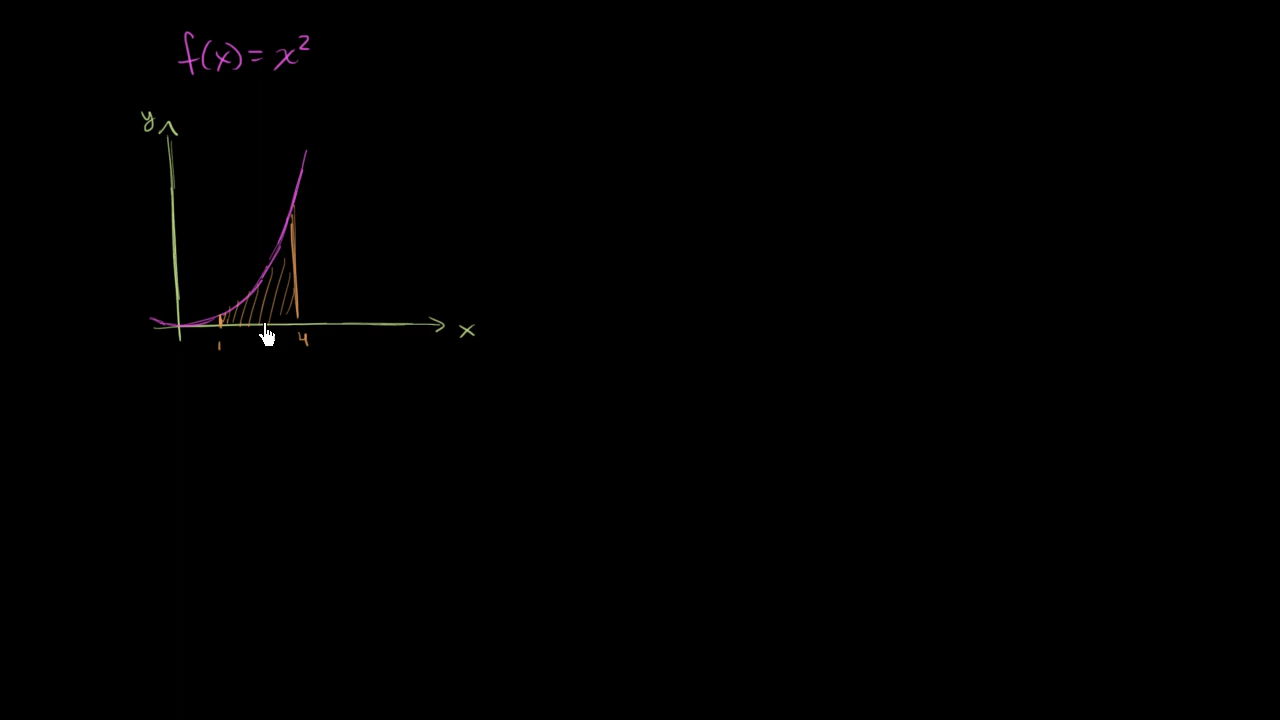 f(x) = x²
y
x
1 4